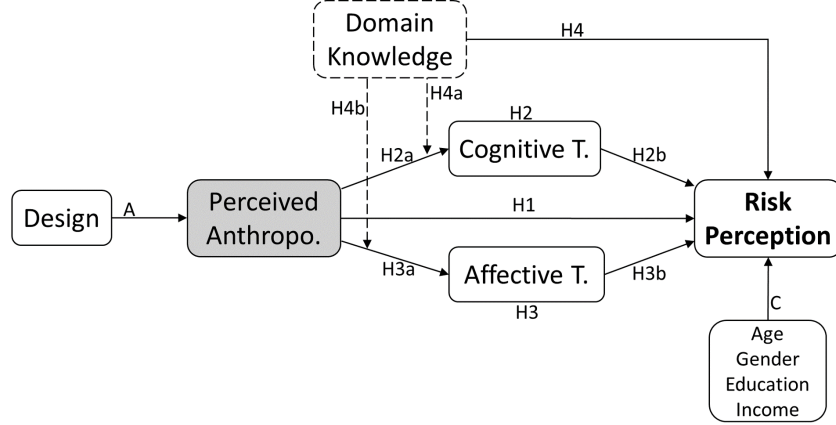 Domain
Knowledge
H4
H4b
H4a
H2
H2a
Cognitive T.
H2b
Design
A
Perceived
Anthropo.
H1
Risk
Perception
H3a
Affective T.
H3b
H3
C
Age
Gender
Education
Income